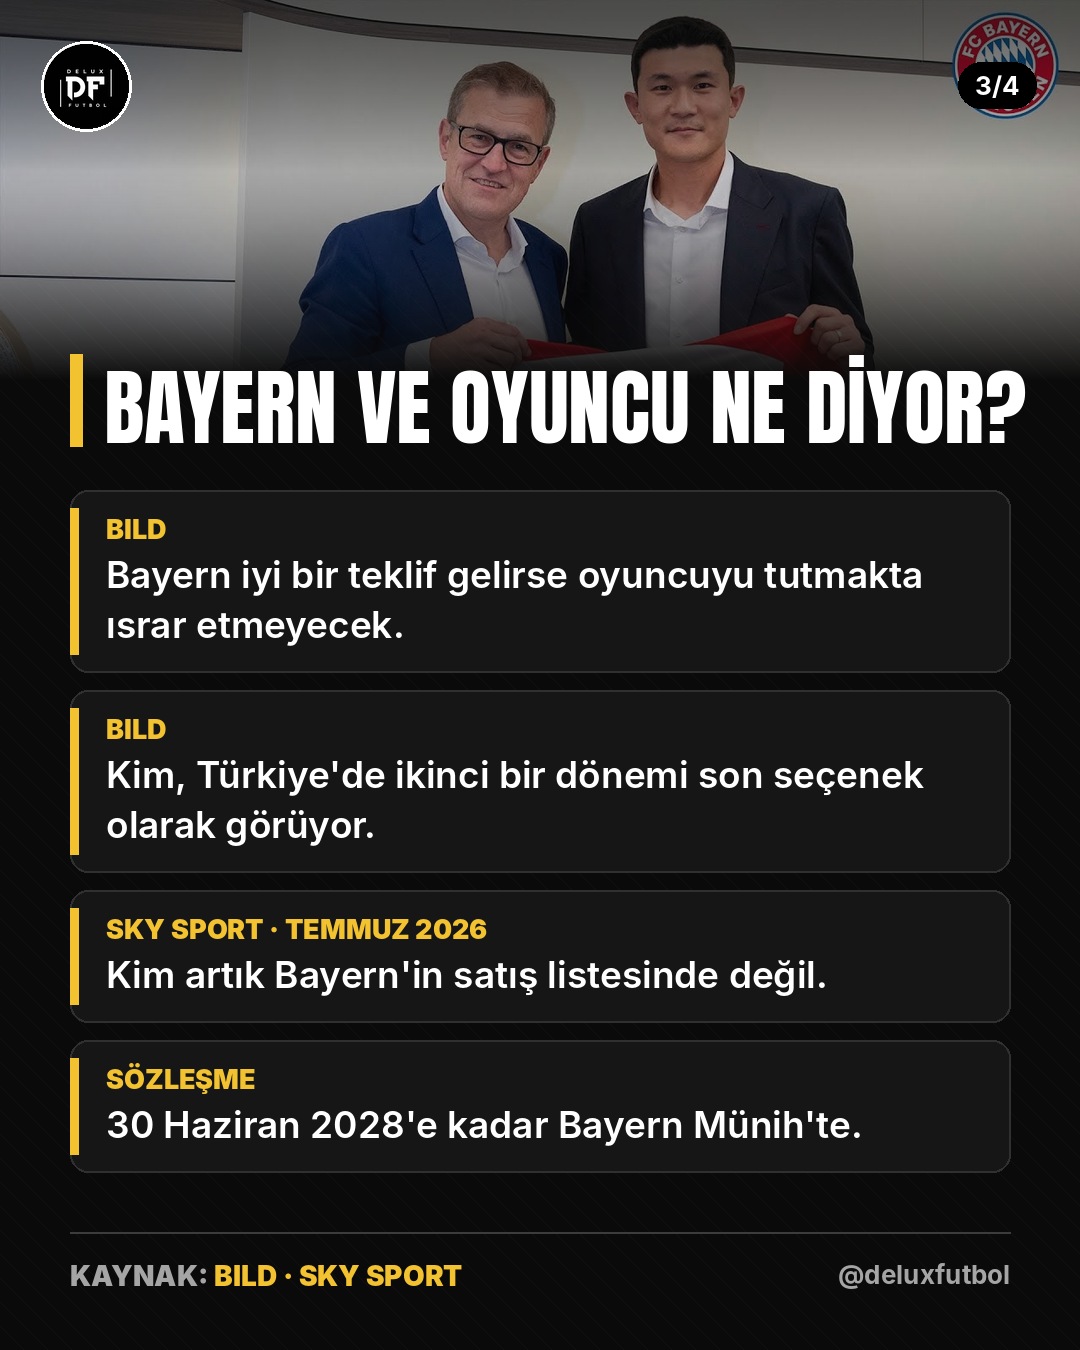 DELUX
DF
FUTBOL
FC BAYERN
3/4
BAYERN VE OYUNCU NE DİYOR?
BILD
Bayern iyi bir teklif gelirse oyuncuyu tutmakta
ısrar etmeyecek.
BILD
Kim, Türkiye'de ikinci bir dönemi son seçenek
olarak görüyor.
SKY SPORT · TEMMUZ 2026
Kim artık Bayern'in satış listesinde değil.
SÖZLEŞME
30 Haziran 2028'e kadar Bayern Münih'te.
KAYNAK: BILD · SKY SPORT
@deluxfutbol